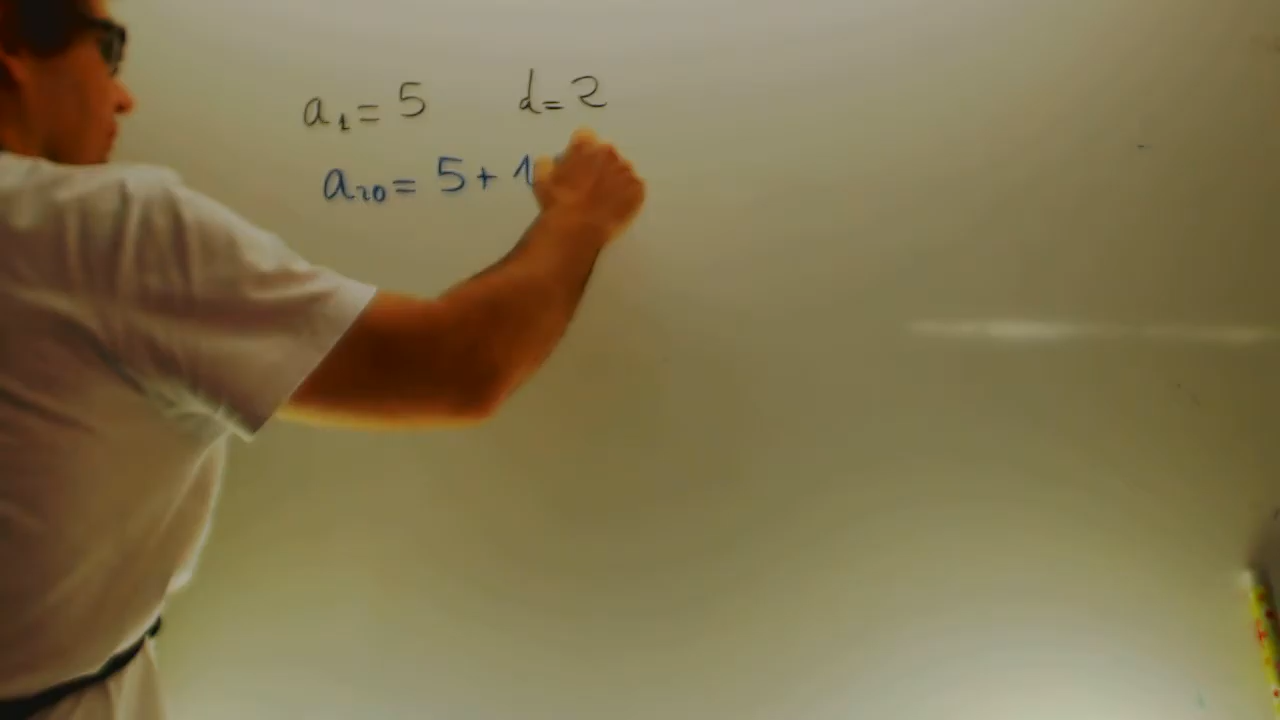 a₁ = 5 d = 2
a₂₀ = 5 + 1